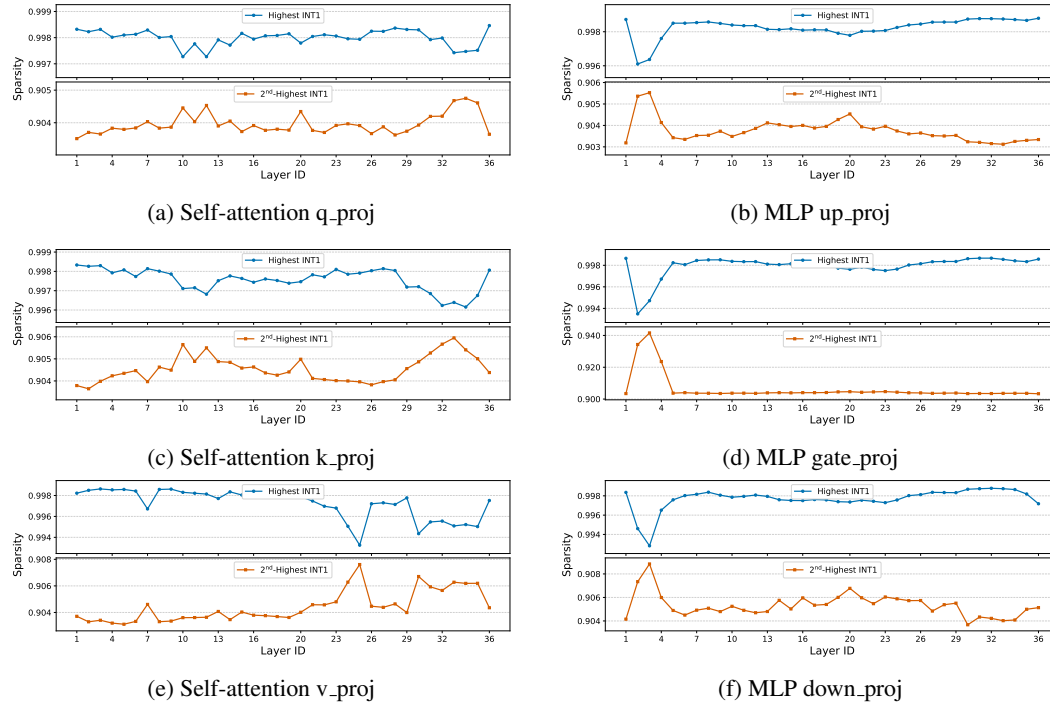 0.999
0.998
0.997
Highest INT1
Sparsity
0.905
0.904
2nd-Highest INT1
1 4 7 10 13 16 20 23 26 29 32 36
Layer ID
(a) Self-attention q_proj
0.998
0.996
Highest INT1
Sparsity
0.906
0.905
0.904
0.903
2nd-Highest INT1
1 4 7 10 13 16 20 23 26 29 32 36
Layer ID
(b) MLP up_proj
0.999
0.998
0.997
0.996
Highest INT1
Sparsity
0.906
0.905
0.904
2nd-Highest INT1
1 4 7 10 13 16 20 23 26 29 32 36
Layer ID
(c) Self-attention k_proj
0.998
0.994
Highest INT1
Sparsity
0.940
0.920
0.900
2nd-Highest INT1
1 4 7 10 13 16 20 23 26 29 32 36
Layer ID
(d) MLP gate_proj
0.998
0.996
0.994
Highest INT1
Sparsity
0.908
0.906
0.904
2nd-Highest INT1
1 4 7 10 13 16 20 23 26 29 32 36
Layer ID
(e) Self-attention v_proj
0.998
0.996
0.994
Highest INT1
Sparsity
0.908
0.906
0.904
2nd-Highest INT1
1 4 7 10 13 16 20 23 26 29 32 36
Layer ID
(f) MLP down_proj